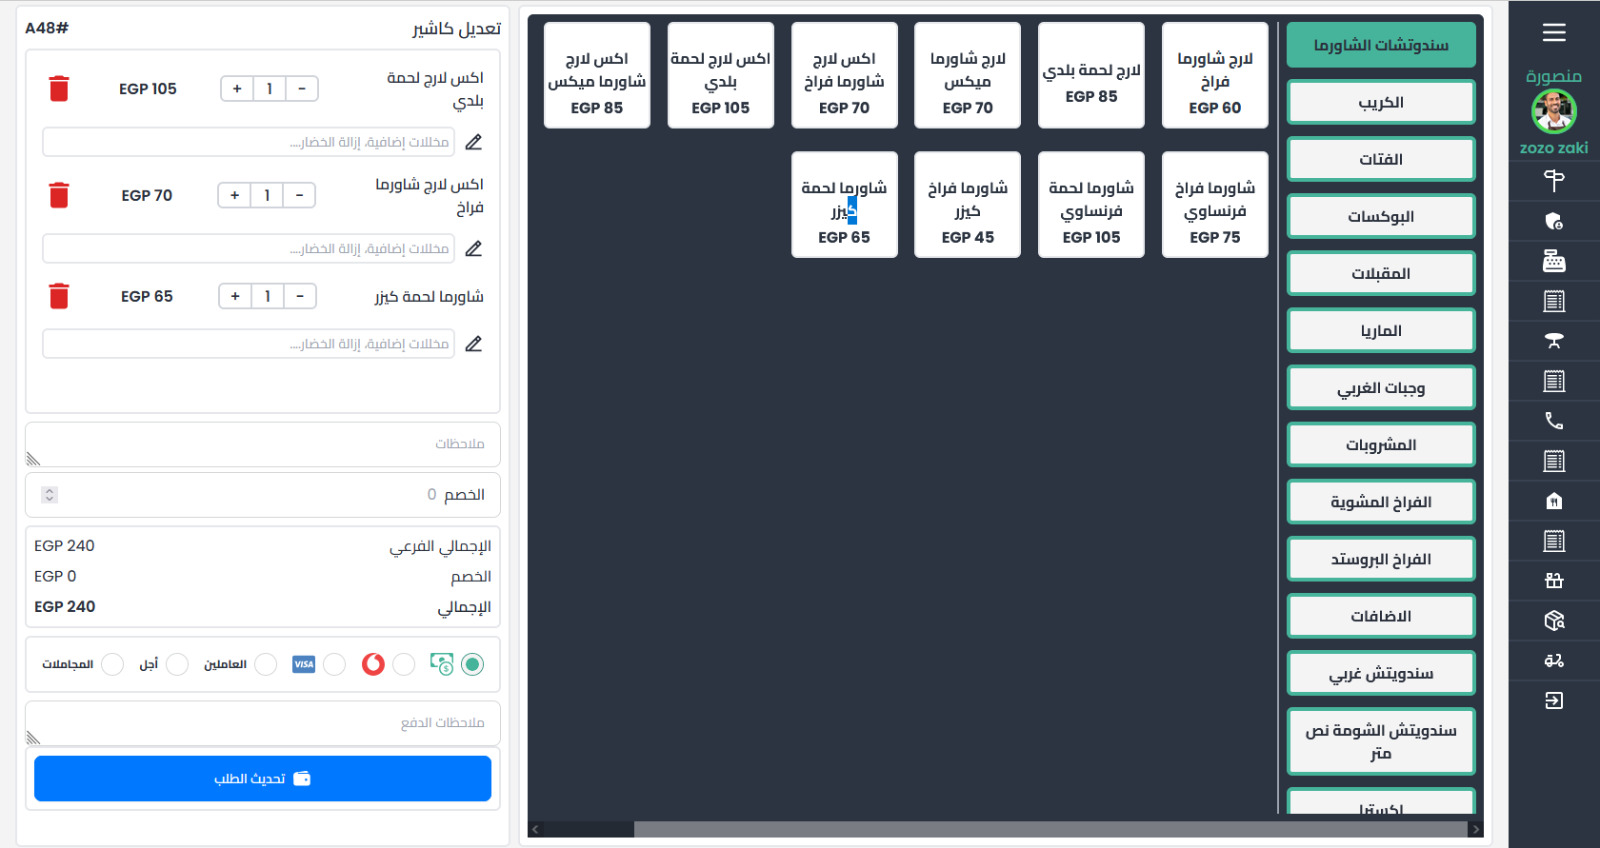 منصورة
zozo zaki
سندوتشات الشاورما
الكريب
الفتات
البوكسات
المقبلات
الماريا
وجبات الغربي
المشروبات
الفراخ المشوية
الفراخ البروستد
الاضافات
سندويتش غربي
سندويتش الشومة نص
متر
اكسترا
لارج شاورما
فراخ
EGP 60
لارج لحمة بلدي
EGP 85
لارج شاورما
ميكس
EGP 70
اكس لارج
شاورما فراخ
EGP 70
اكس لارج لحمة
بلدي
EGP 105
اكس لارج
شاورما ميكس
EGP 85
شاورما فراخ
فرنساوي
EGP 75
شاورما لحمة
فرنساوي
EGP 105
شاورما فراخ
كيزر
EGP 45
شاورما لحمة
كيزر
EGP 65
تعديل كاشير
A48#
اكس لارج لحمة
بلدي
- 1 +
EGP 105
مخللات إضافية، إزالة الخضار....
اكس لارج شاورما
فراخ
- 1 +
EGP 70
مخللات إضافية، إزالة الخضار....
شاورما لحمة كيزر
- 1 +
EGP 65
مخللات إضافية، إزالة الخضار....
ملاحظات
الخصم 0
الإجمالي الفرعي EGP 240
الخصم EGP 0
الإجمالي EGP 240
VISA العاملين أجل المجاملات
ملاحظات الدفع
تحديث الطلب